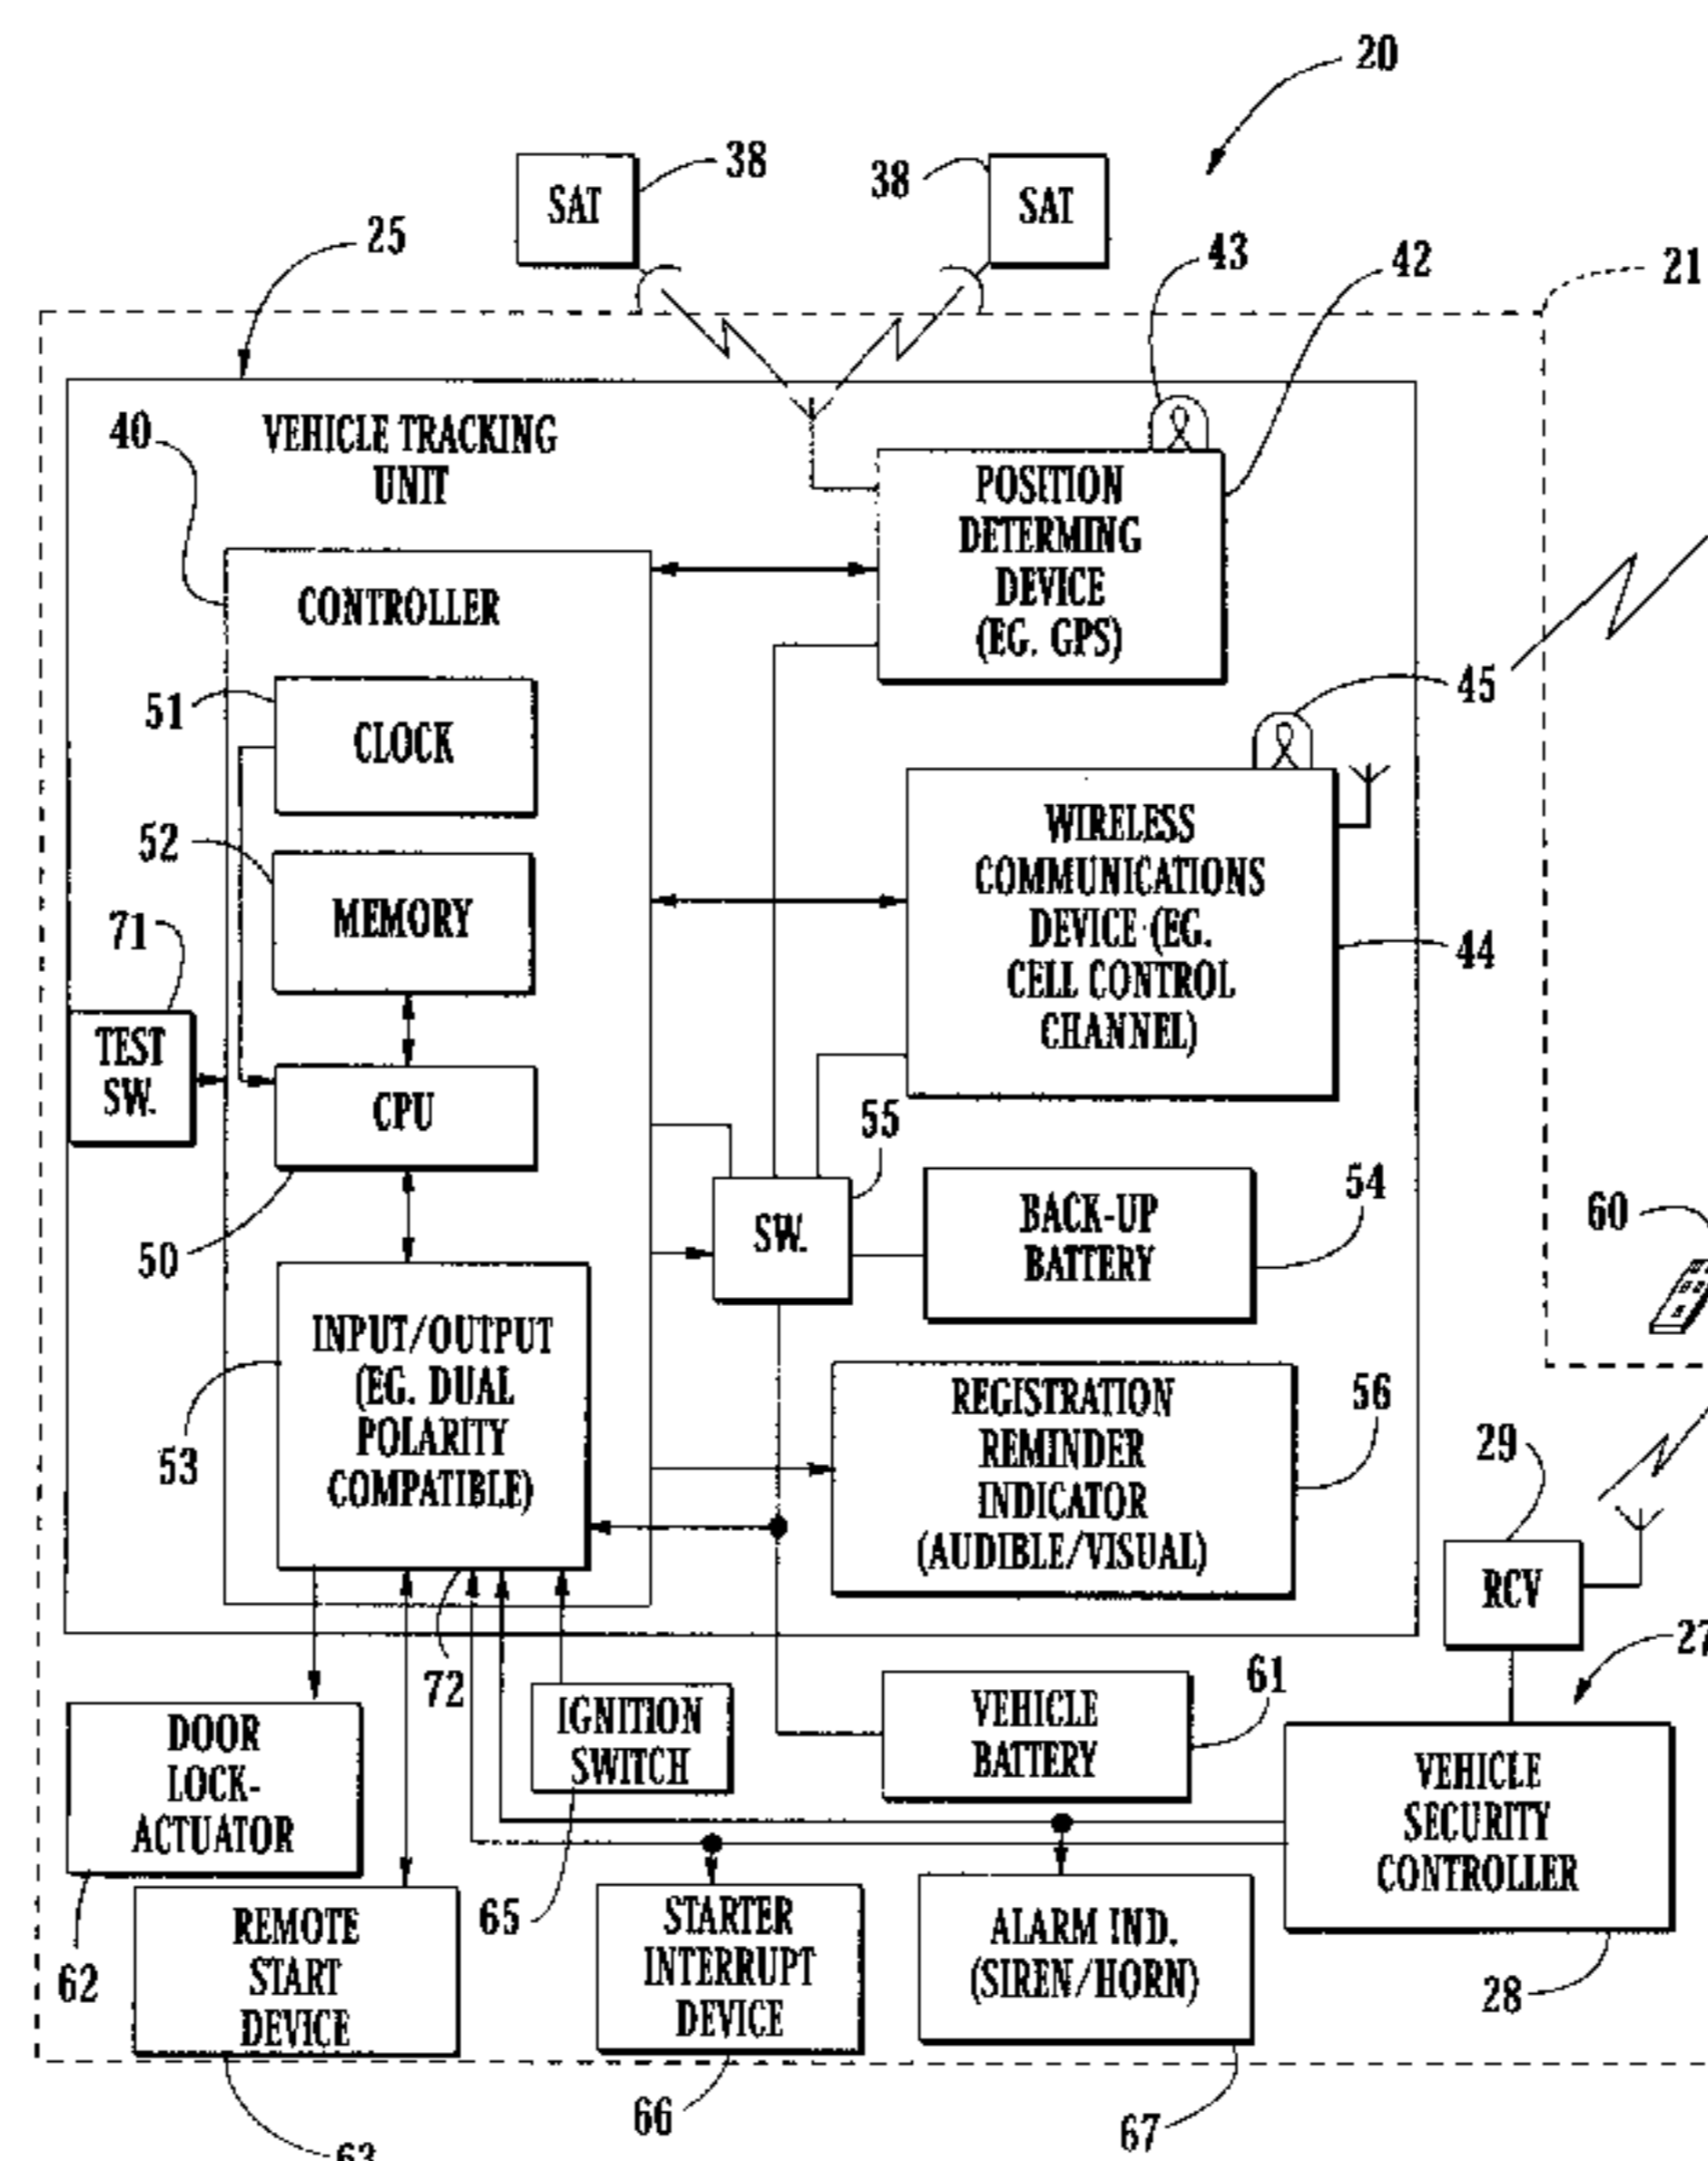 20
38
SAT
38
SAT
43
42
21
25
40
VEHICLE TRACKING
UNIT
POSITION
DETERMING
DEVICE
(EG. GPS)
CONTROLLER
45
51
CLOCK
52
MEMORY
WIRELESS
COMMUNICATIONS
DEVICE (EG.
CELL CONTROL
CHANNEL)
44
71
TEST
SW.
CPU
55
50
SW.
BACK-UP
BATTERY
54
60
INPUT/OUTPUT
(EG. DUAL
POLARITY
COMPATIBLE)
53
REGISTRATION
REMINDER
INDICATOR
(AUDIBLE/VISUAL)
56
29
RCV
27
72
IGNITION
SWITCH
65
VEHICLE
BATTERY
61
DOOR
LOCK-
ACTUATOR
62
VEHICLE
SECURITY
CONTROLLER
28
REMOTE
START
DEVICE
63
STARTER
INTERRUPT
DEVICE
66
ALARM IND.
(SIREN/HORN)
67